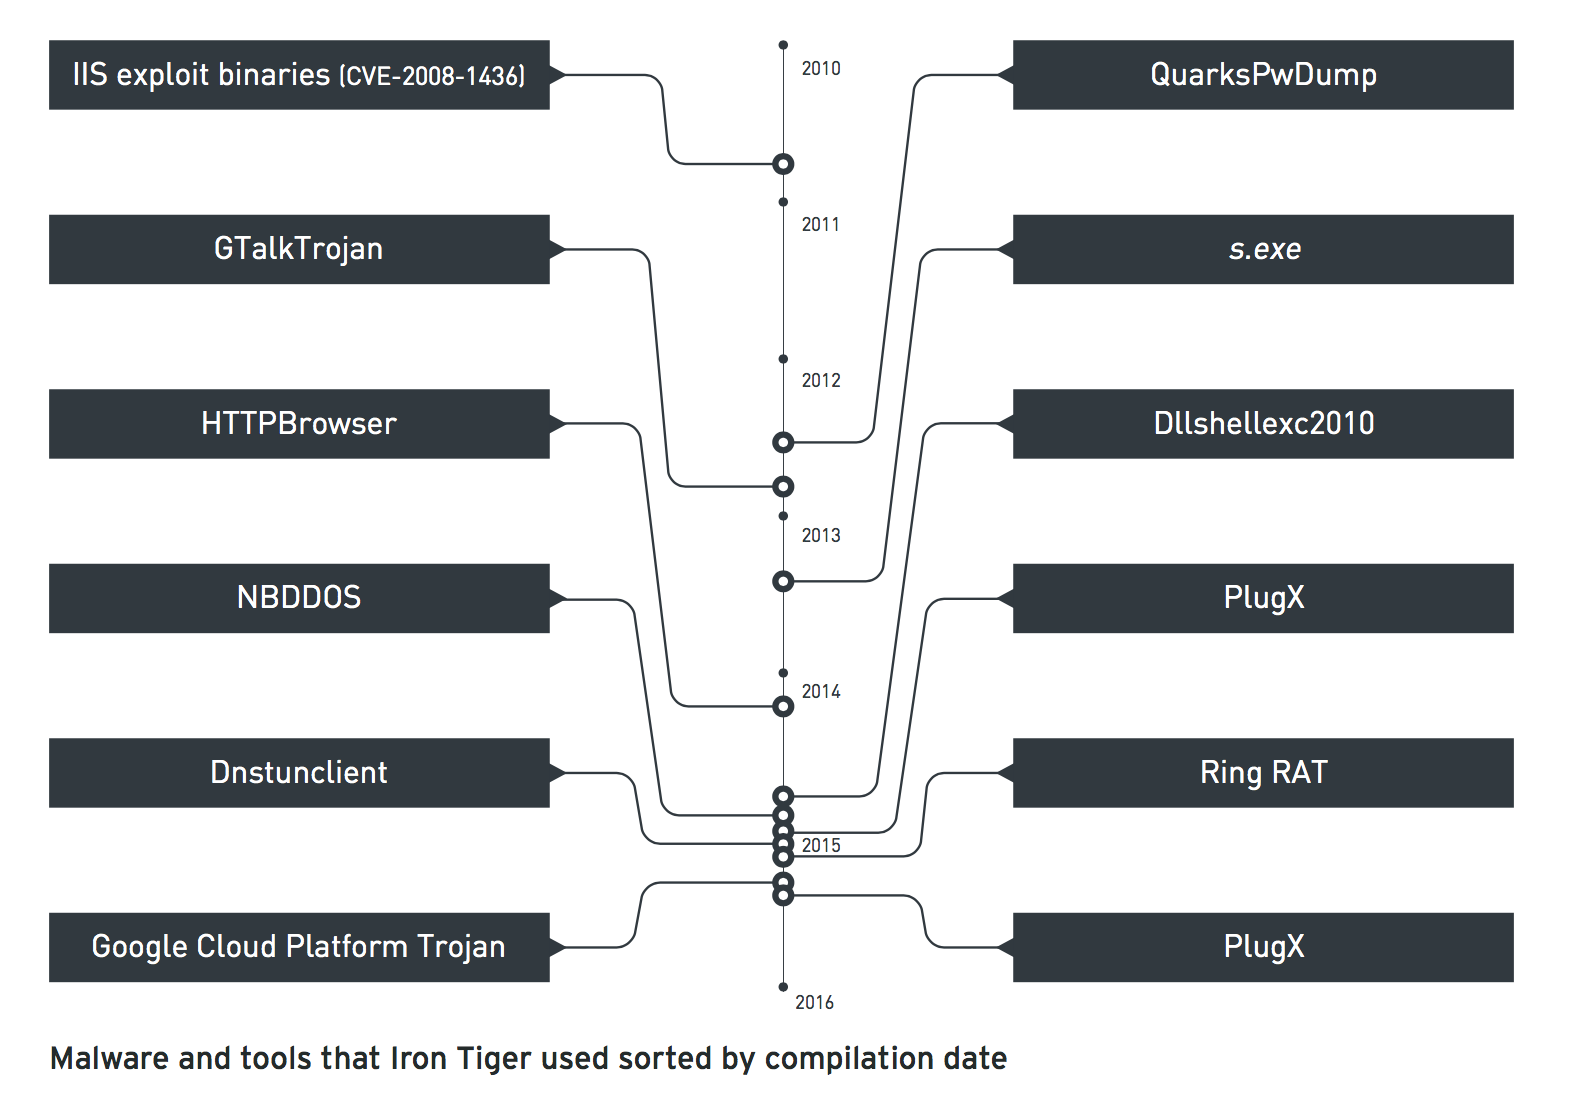 IIS exploit binaries (CVE-2008-1436)
GTalkTrojan
HTTPBrowser
NBDDOS
Dnstunclient
Google Cloud Platform Trojan
2010
2011
2012
2013
2014
2015
2016
QuarksPwDump
s.exe
Dllshellexc2010
PlugX
Ring RAT
PlugX
Malware and tools that Iron Tiger used sorted by compilation date